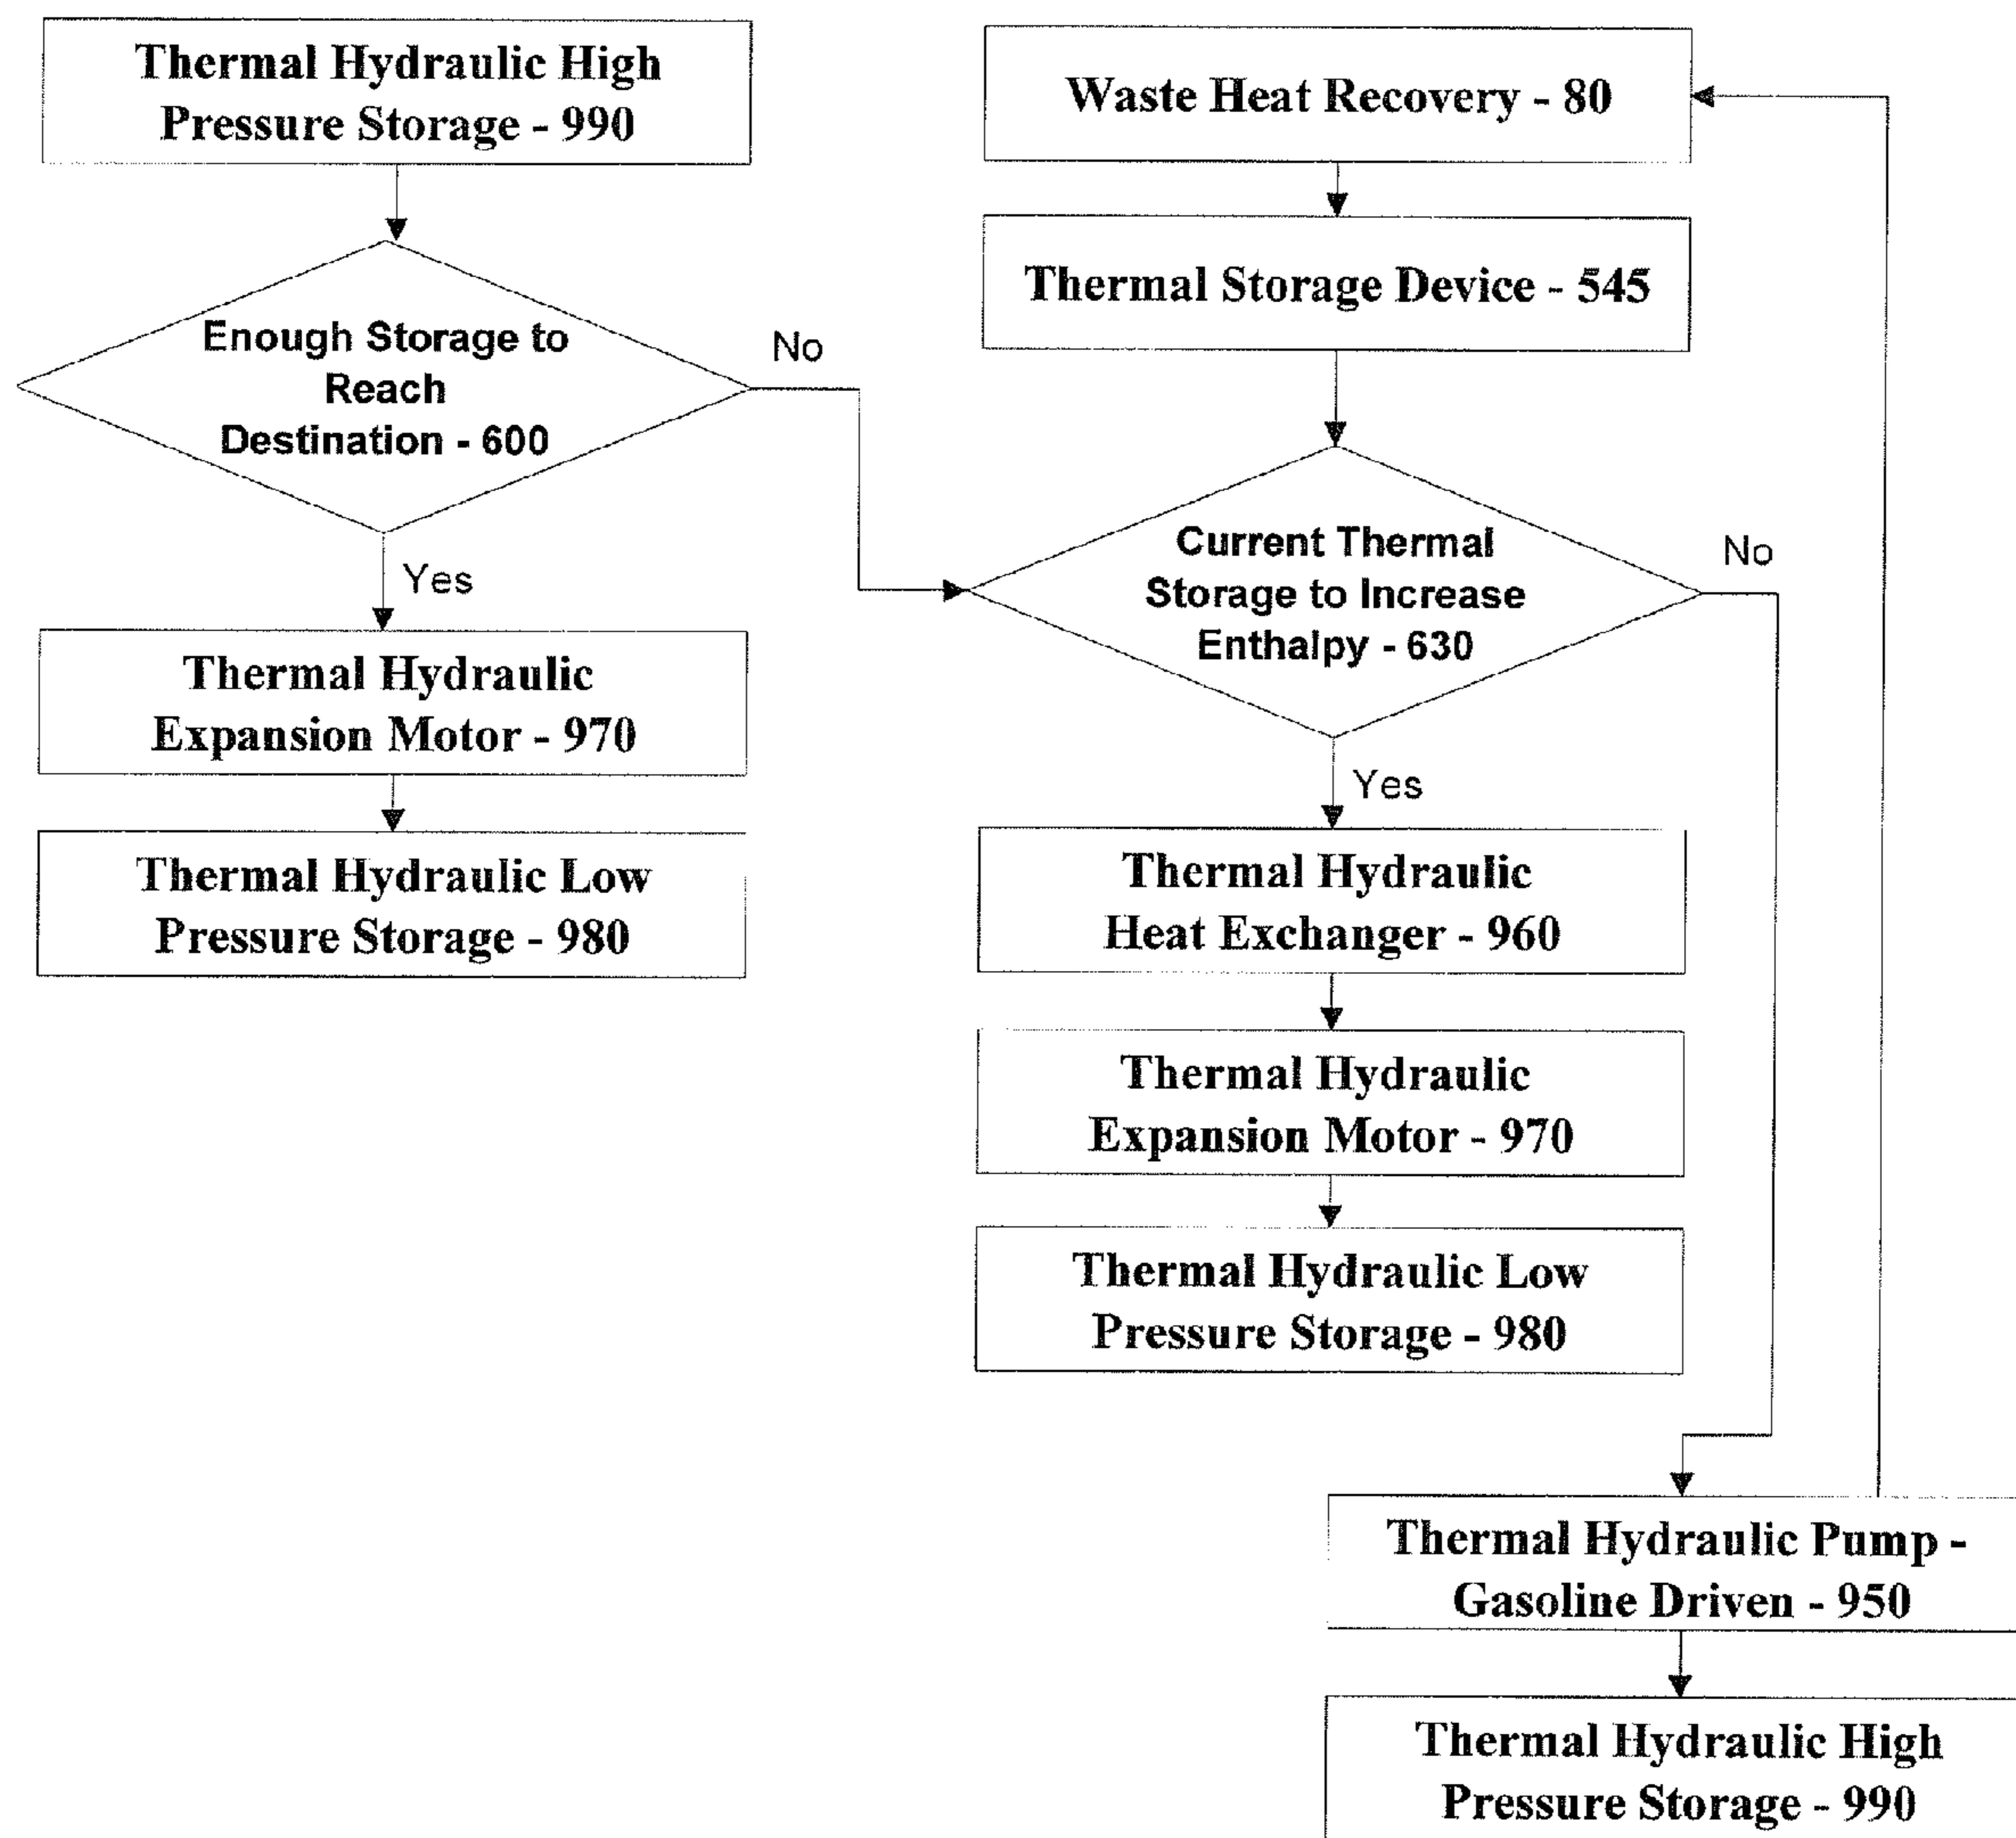 Thermal Hydraulic High
Pressure Storage - 990
Enough Storage to
Reach
Destination - 600
No
Yes
Thermal Hydraulic
Expansion Motor - 970
Thermal Hydraulic Low
Pressure Storage - 980
Waste Heat Recovery - 80
Thermal Storage Device - 545
Current Thermal
Storage to Increase
Enthalpy - 630
No
Yes
Thermal Hydraulic
Heat Exchanger - 960
Thermal Hydraulic
Expansion Motor - 970
Thermal Hydraulic Low
Pressure Storage - 980
Thermal Hydraulic Pump -
Gasoline Driven - 950
Thermal Hydraulic High
Pressure Storage - 990